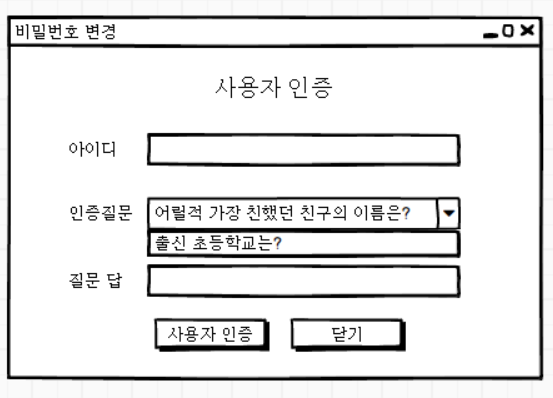 비밀번호 변경
사용자 인증
아이디
인증질문 어릴적 가장 친했던 친구의 이름은?
출신 초등학교는?
질문 답
사용자 인증 닫기